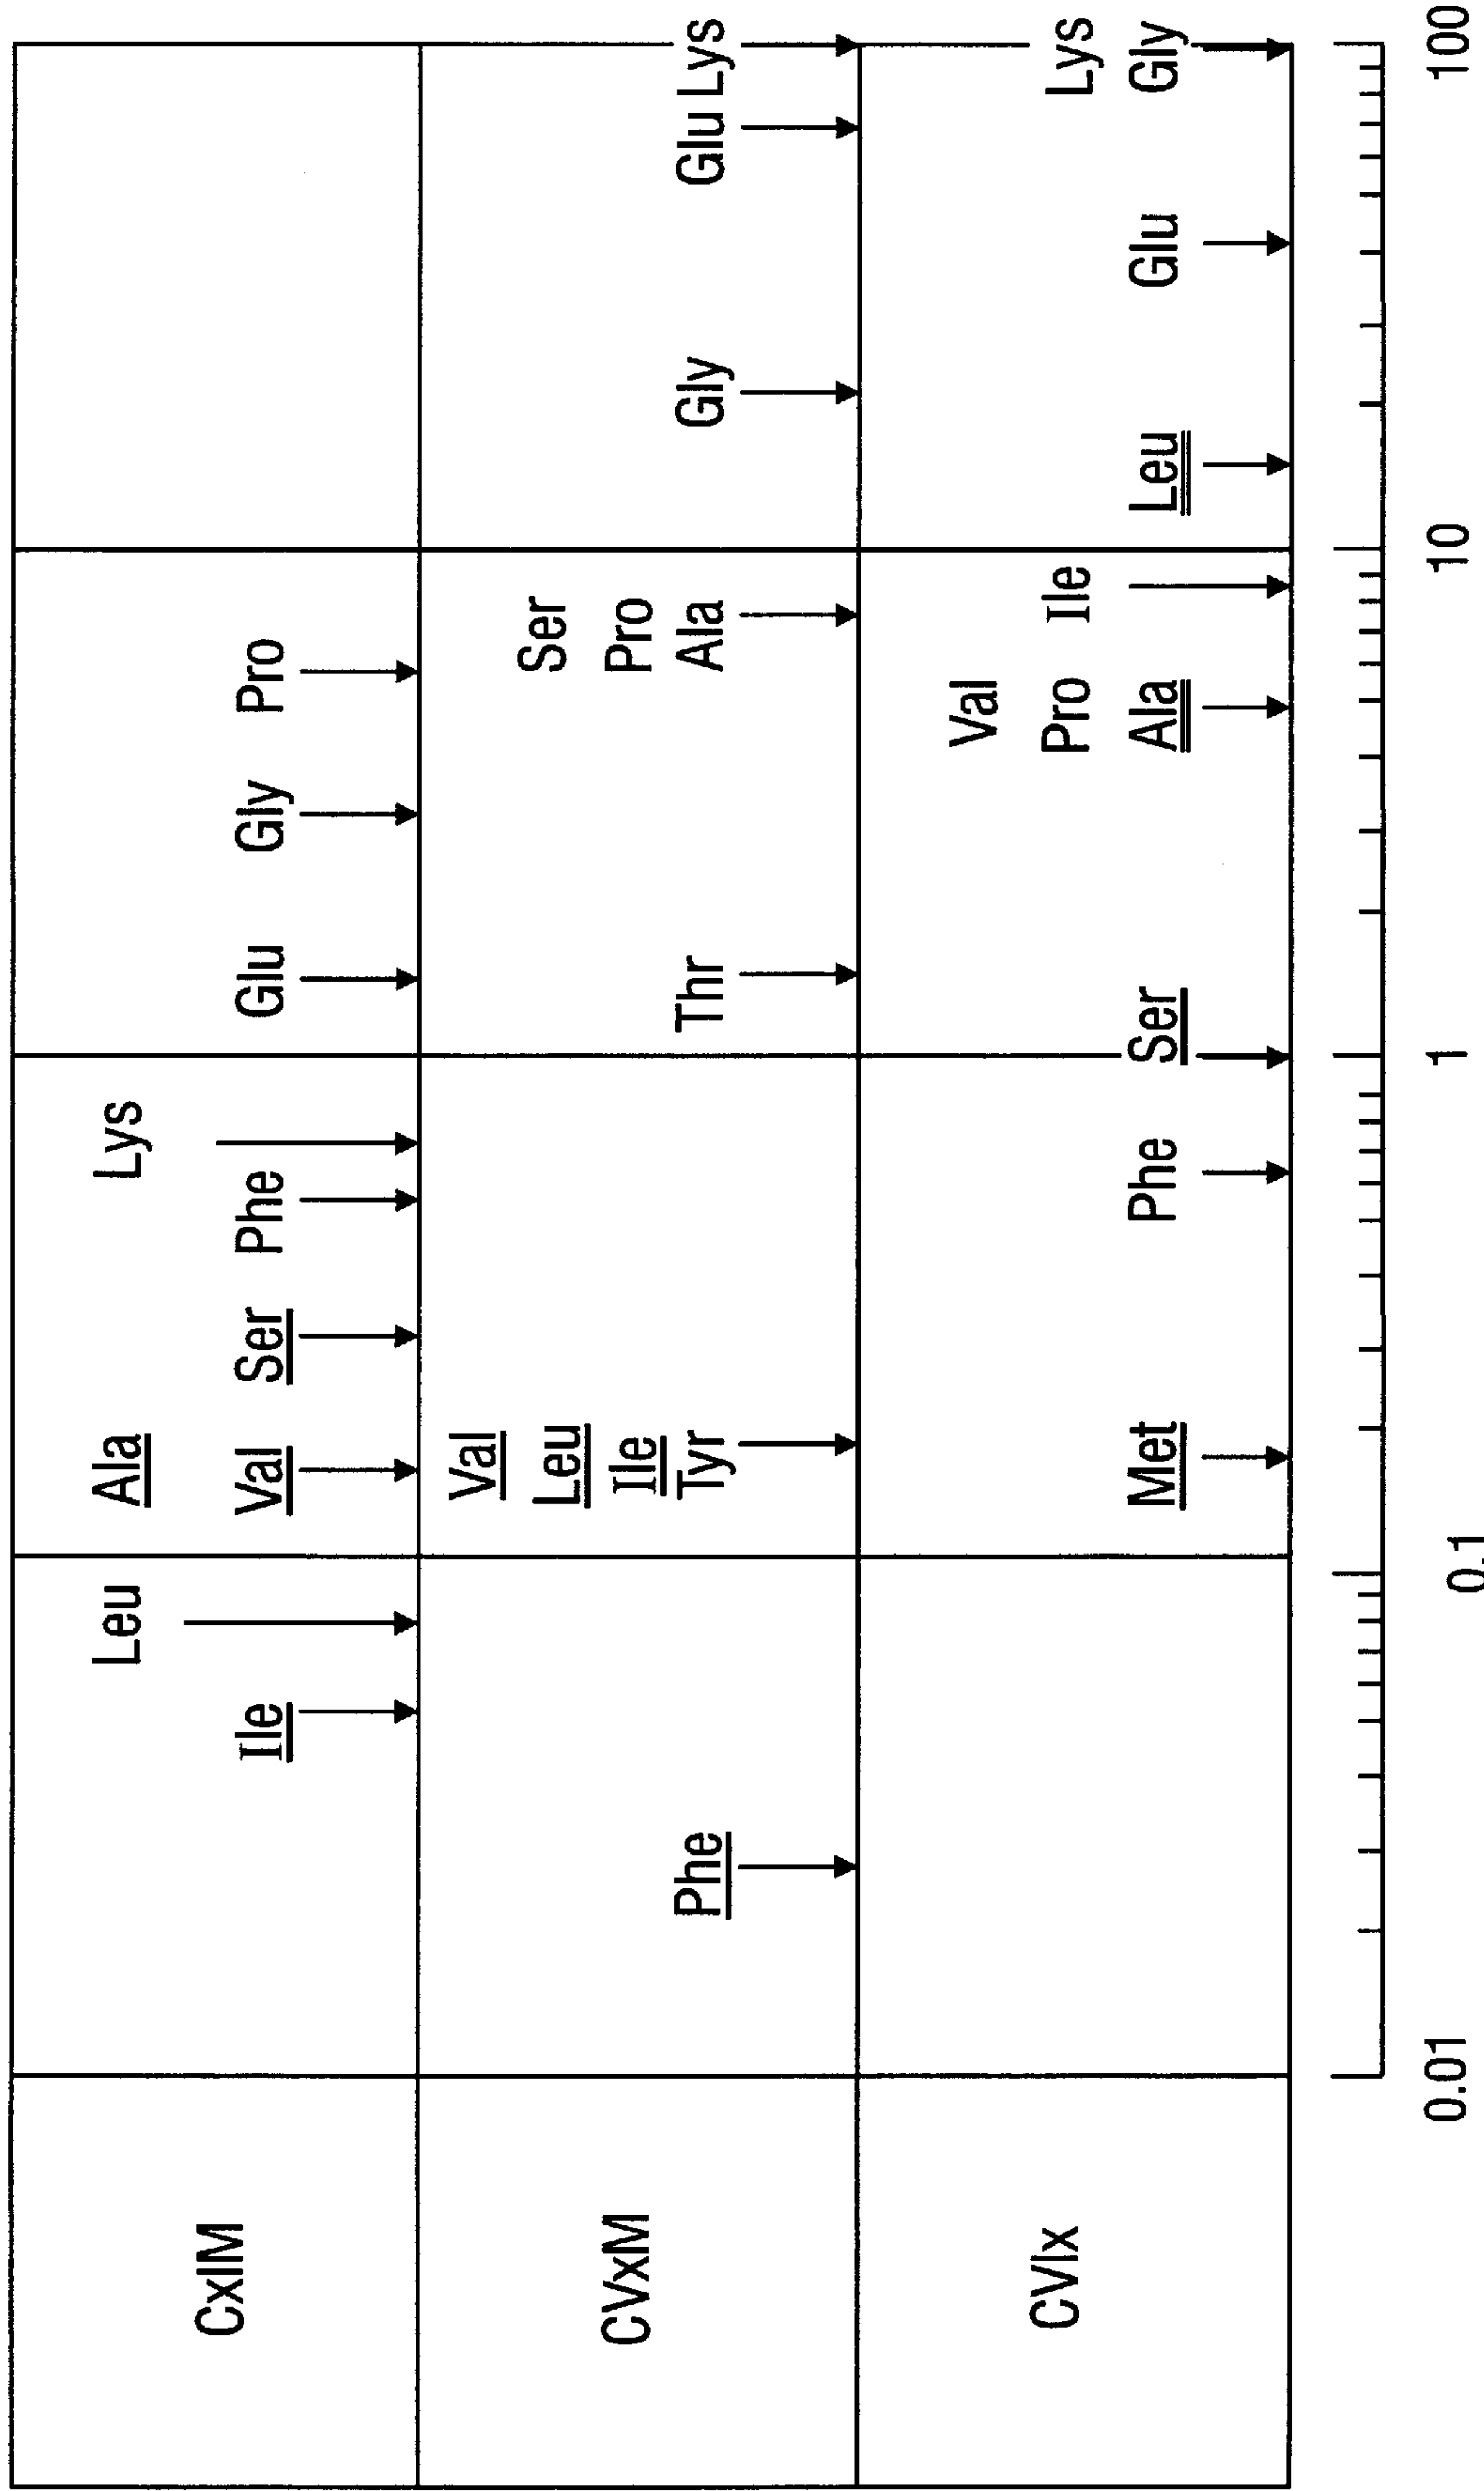 CxIM
Leu Ala Lys
Ile Val Ser Phe Glu Gly Pro
CVxM
Val
Leu Ser
Ile Pro
Phe Tyr Thr Ala Gly Glu Lys
CVIx
Val
Pro Ile Lys
Met Phe Ser Ala Leu Glu Gly
0.01 0.1 1 10 100